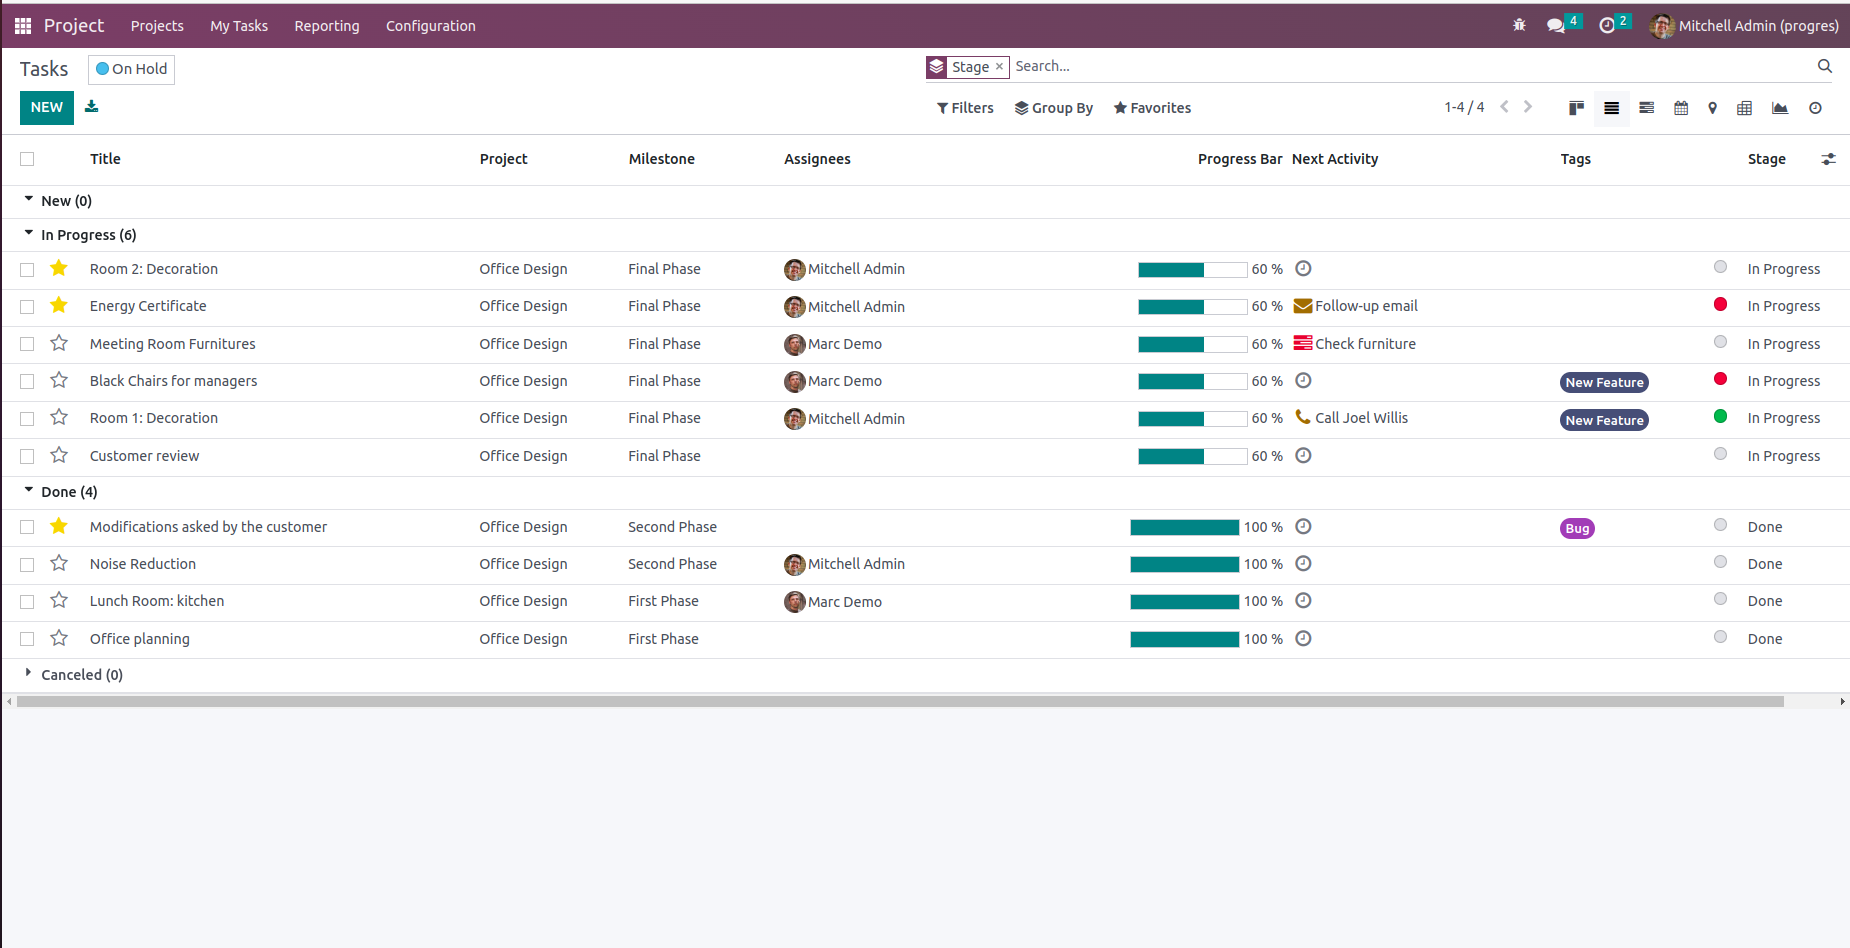 Project Projects My Tasks Reporting Configuration 4 2 Mitchell Admin (progres)
Tasks On Hold Stage × Search...
NEW Filters Group By Favorites 1-4 / 4
Title Project Milestone Assignees Progress Bar Next Activity Tags Stage
New (0)
In Progress (6)
Room 2: Decoration Office Design Final Phase Mitchell Admin 60 % In Progress
Energy Certificate Office Design Final Phase Mitchell Admin 60 % Follow-up email In Progress
Meeting Room Furnitures Office Design Final Phase Marc Demo 60 % Check furniture In Progress
Black Chairs for managers Office Design Final Phase Marc Demo 60 % New Feature In Progress
Room 1: Decoration Office Design Final Phase Mitchell Admin 60 % Call Joel Willis New Feature In Progress
Customer review Office Design Final Phase 60 % In Progress
Done (4)
Modifications asked by the customer Office Design Second Phase 100 % Bug Done
Noise Reduction Office Design Second Phase Mitchell Admin 100 % Done
Lunch Room: kitchen Office Design First Phase Marc Demo 100 % Done
Office planning Office Design First Phase 100 % Done
Canceled (0)